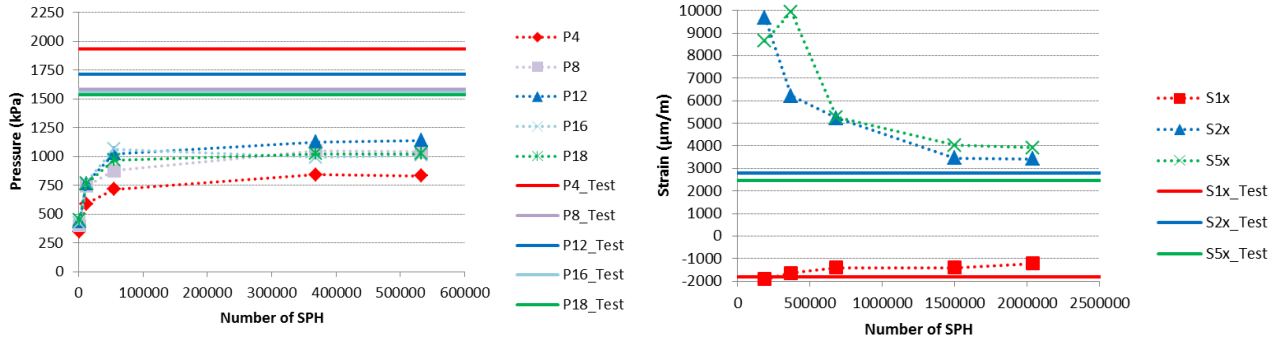 2250
2000
1750
1500
1250
1000
750
500
250
0
Pressure (kPa)
0 100000 200000 300000 400000 500000 600000
Number of SPH
P4
P8
P12
P16
P18
P4_Test
P8_Test
P12_Test
P16_Test
P18_Test
10000
9000
8000
7000
6000
5000
4000
3000
2000
1000
0
-1000
-2000
Strain (μm/m)
0 500000 1000000 1500000 2000000 2500000
Number of SPH
S1x
S2x
S5x
S1x_Test
S2x_Test
S5x_Test